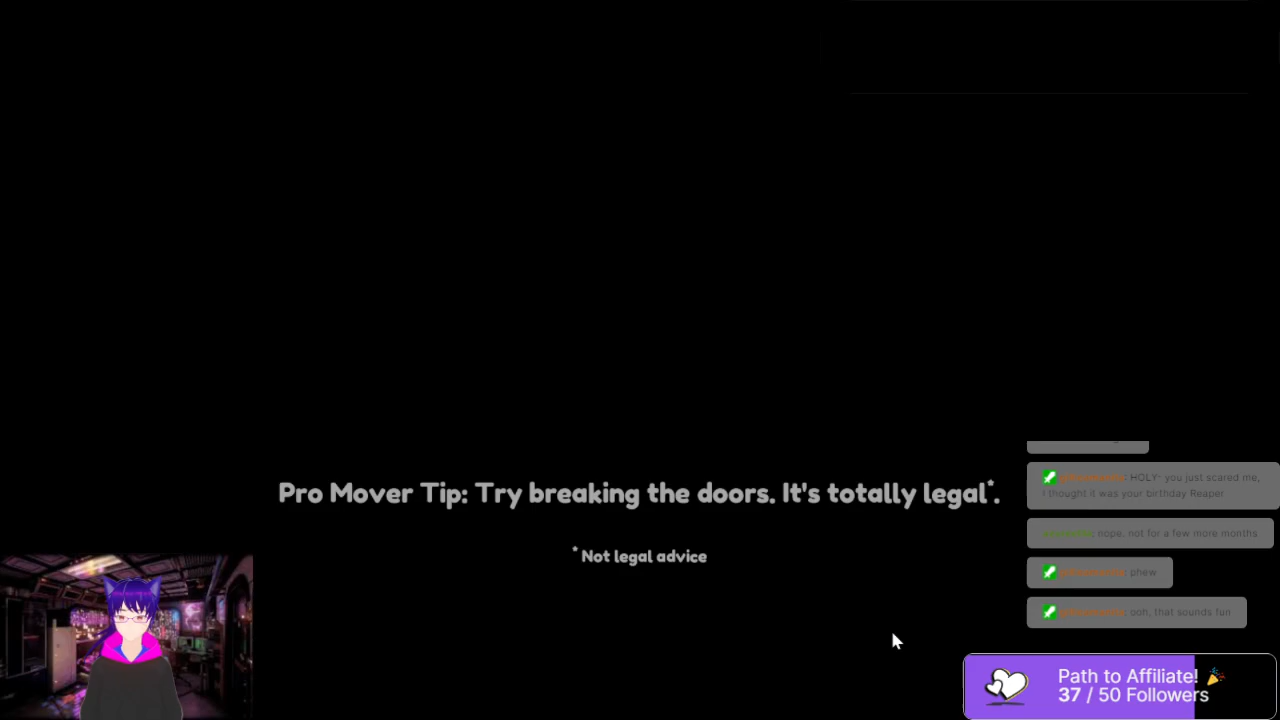 Pro Mover Tip: Try breaking the doors. It's totally legal*.
* Not legal advice
: HOLY- you just scared me,
I thought it was your birthday Reaper
: nope. not for a few more months
: phew
: ooh, that sounds fun
Path to Affiliate! 🎉
37 / 50 Followers